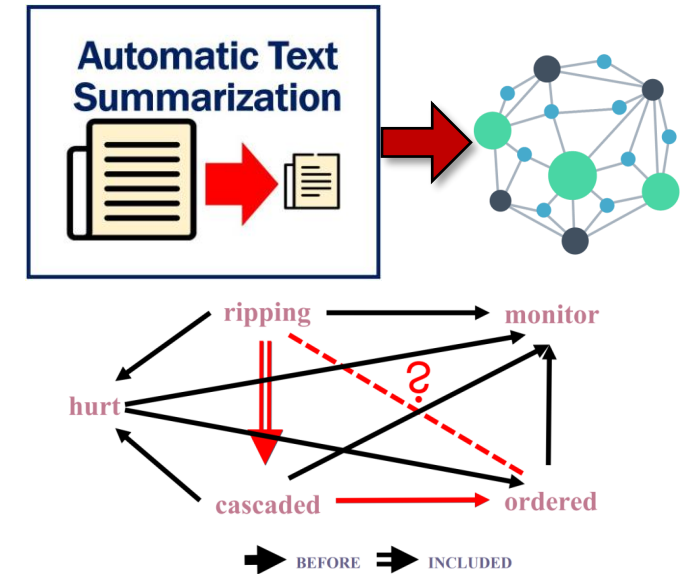 Automatic Text
Summarization
ripping
monitor
?
hurt
cascaded
ordered
BEFORE
INCLUDED